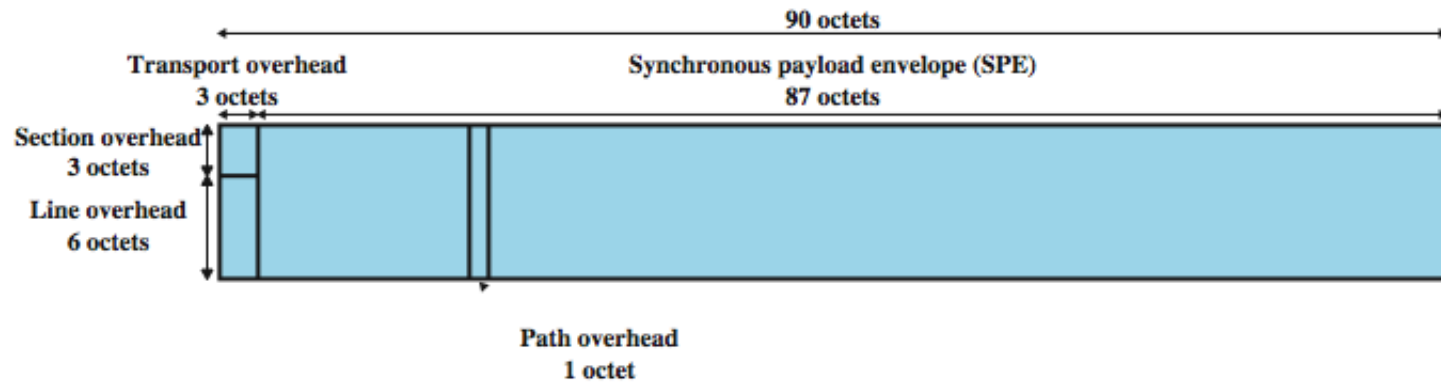 90 octets
Transport overhead
3 octets
Synchronous payload envelope (SPE)
87 octets
Section overhead
3 octets
Line overhead
6 octets
Path overhead
1 octet